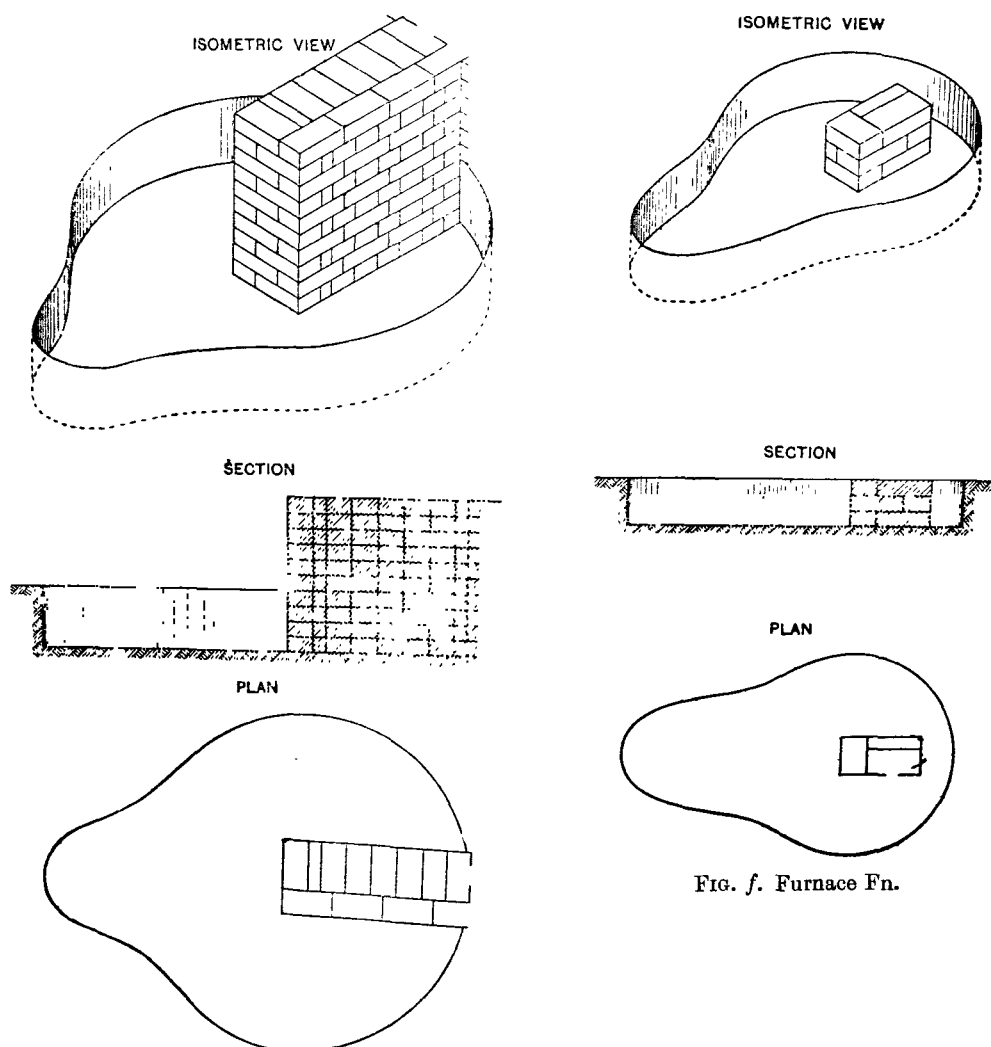 ISOMETRIC VIEW
SECTION
PLAN
ISOMETRIC VIEW
SECTION
PLAN
FIG. f. Furnace Fn.